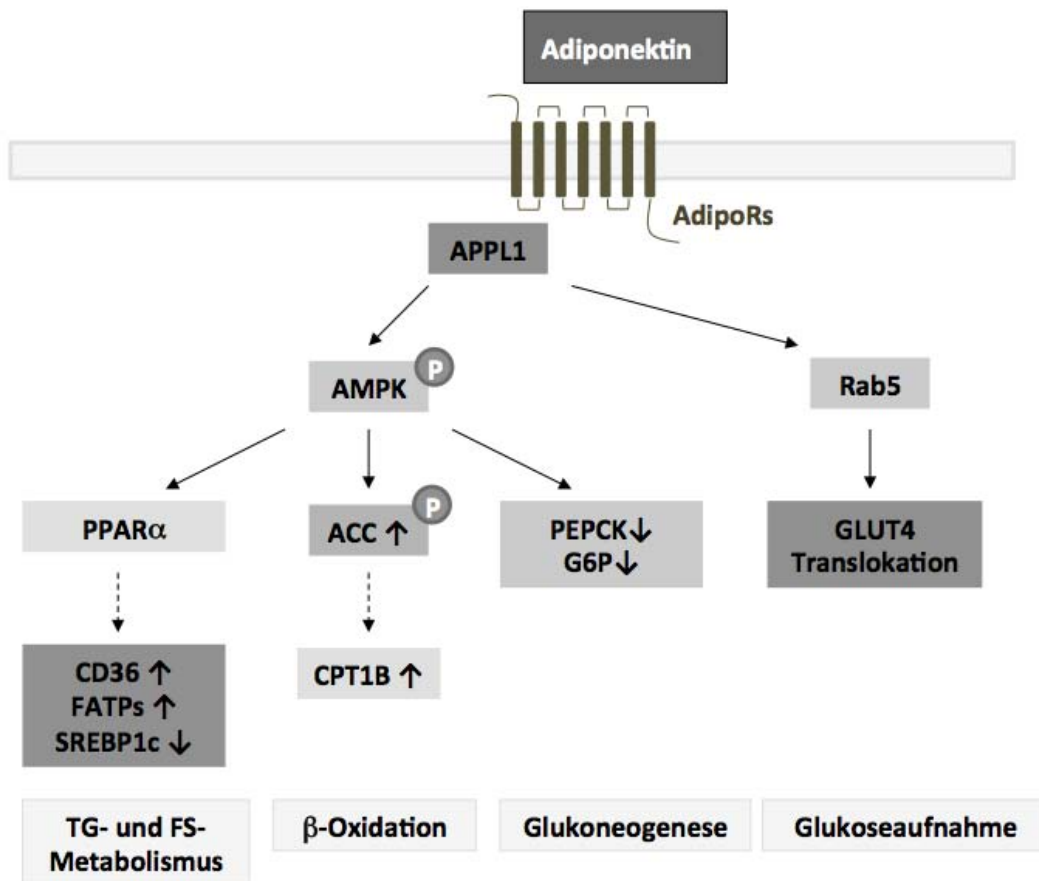 Adiponektin
AdipoRs
APPL1
P
AMPK
Rab5
PPARα
P
ACC ↑
PEPCK↓
G6P↓
GLUT4
Translokation
CD36 ↑
FATPs ↑
SREBP1c ↓
CPT1B ↑
TG- und FS-
Metabolismus
β-Oxidation
Glukoneogenese
Glukoseaufnahme